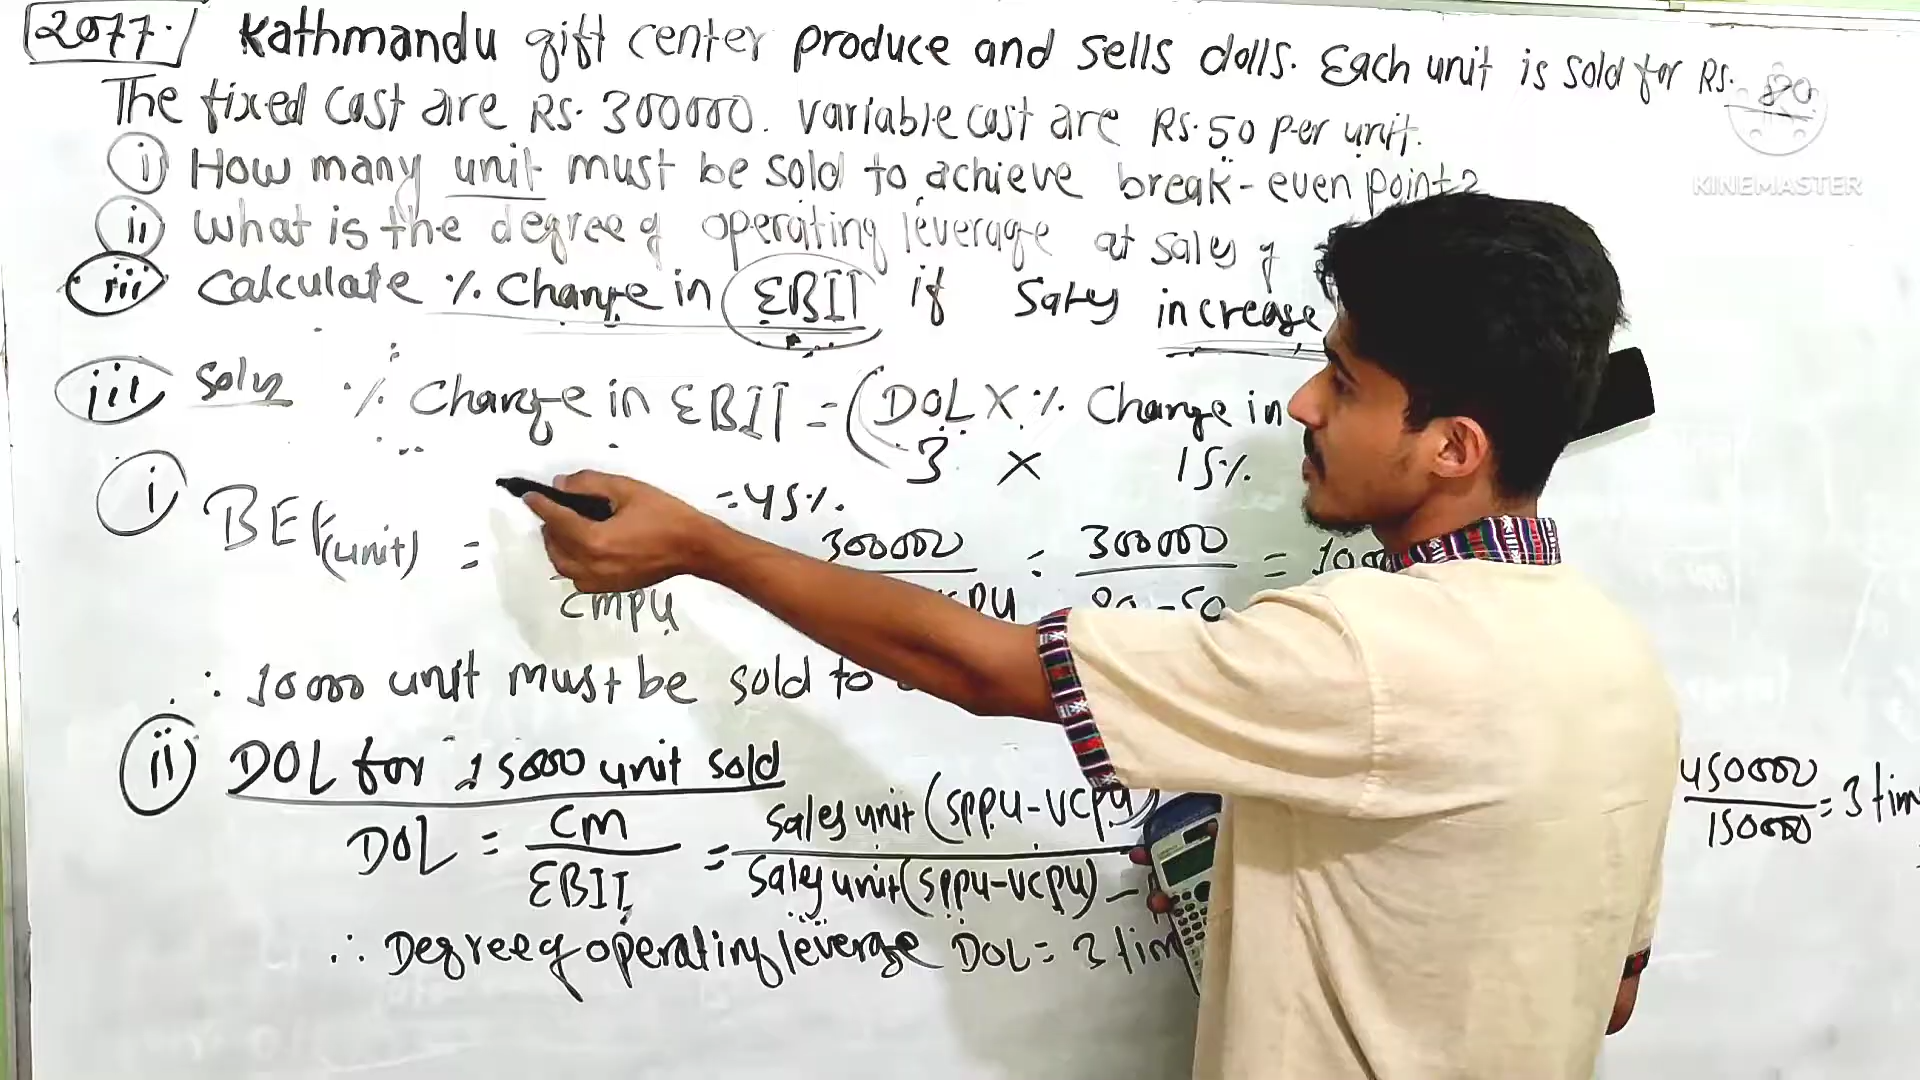 2077. Kathmandu gift center produce and sells dolls. Each unit is sold for Rs. 80
The fixed cost are Rs. 300000. variable cost are Rs. 50 per unit.
KINEMASTER
i How many unit must be sold to achieve break-even point?
ii What is the degree of operating leverage at sales of
iii Calculate % change in EBIT if sales increase
iii soln % change in EBIT = (DOL X % change in
3 X 15%
= 45%
i BEP(unit) =
CMPU
300000
= 300000 =
80-50
∴ 10000 unit must be sold to
ii DOL for 15000 unit sold
DOL = CM / EBIT = Sales unit (SPPU-VCPU) / Sales unit (SPPU-VCPU) -
450000 / 150000 = 3 tim
∴ Degree of operating leverage DOL = 3 tim